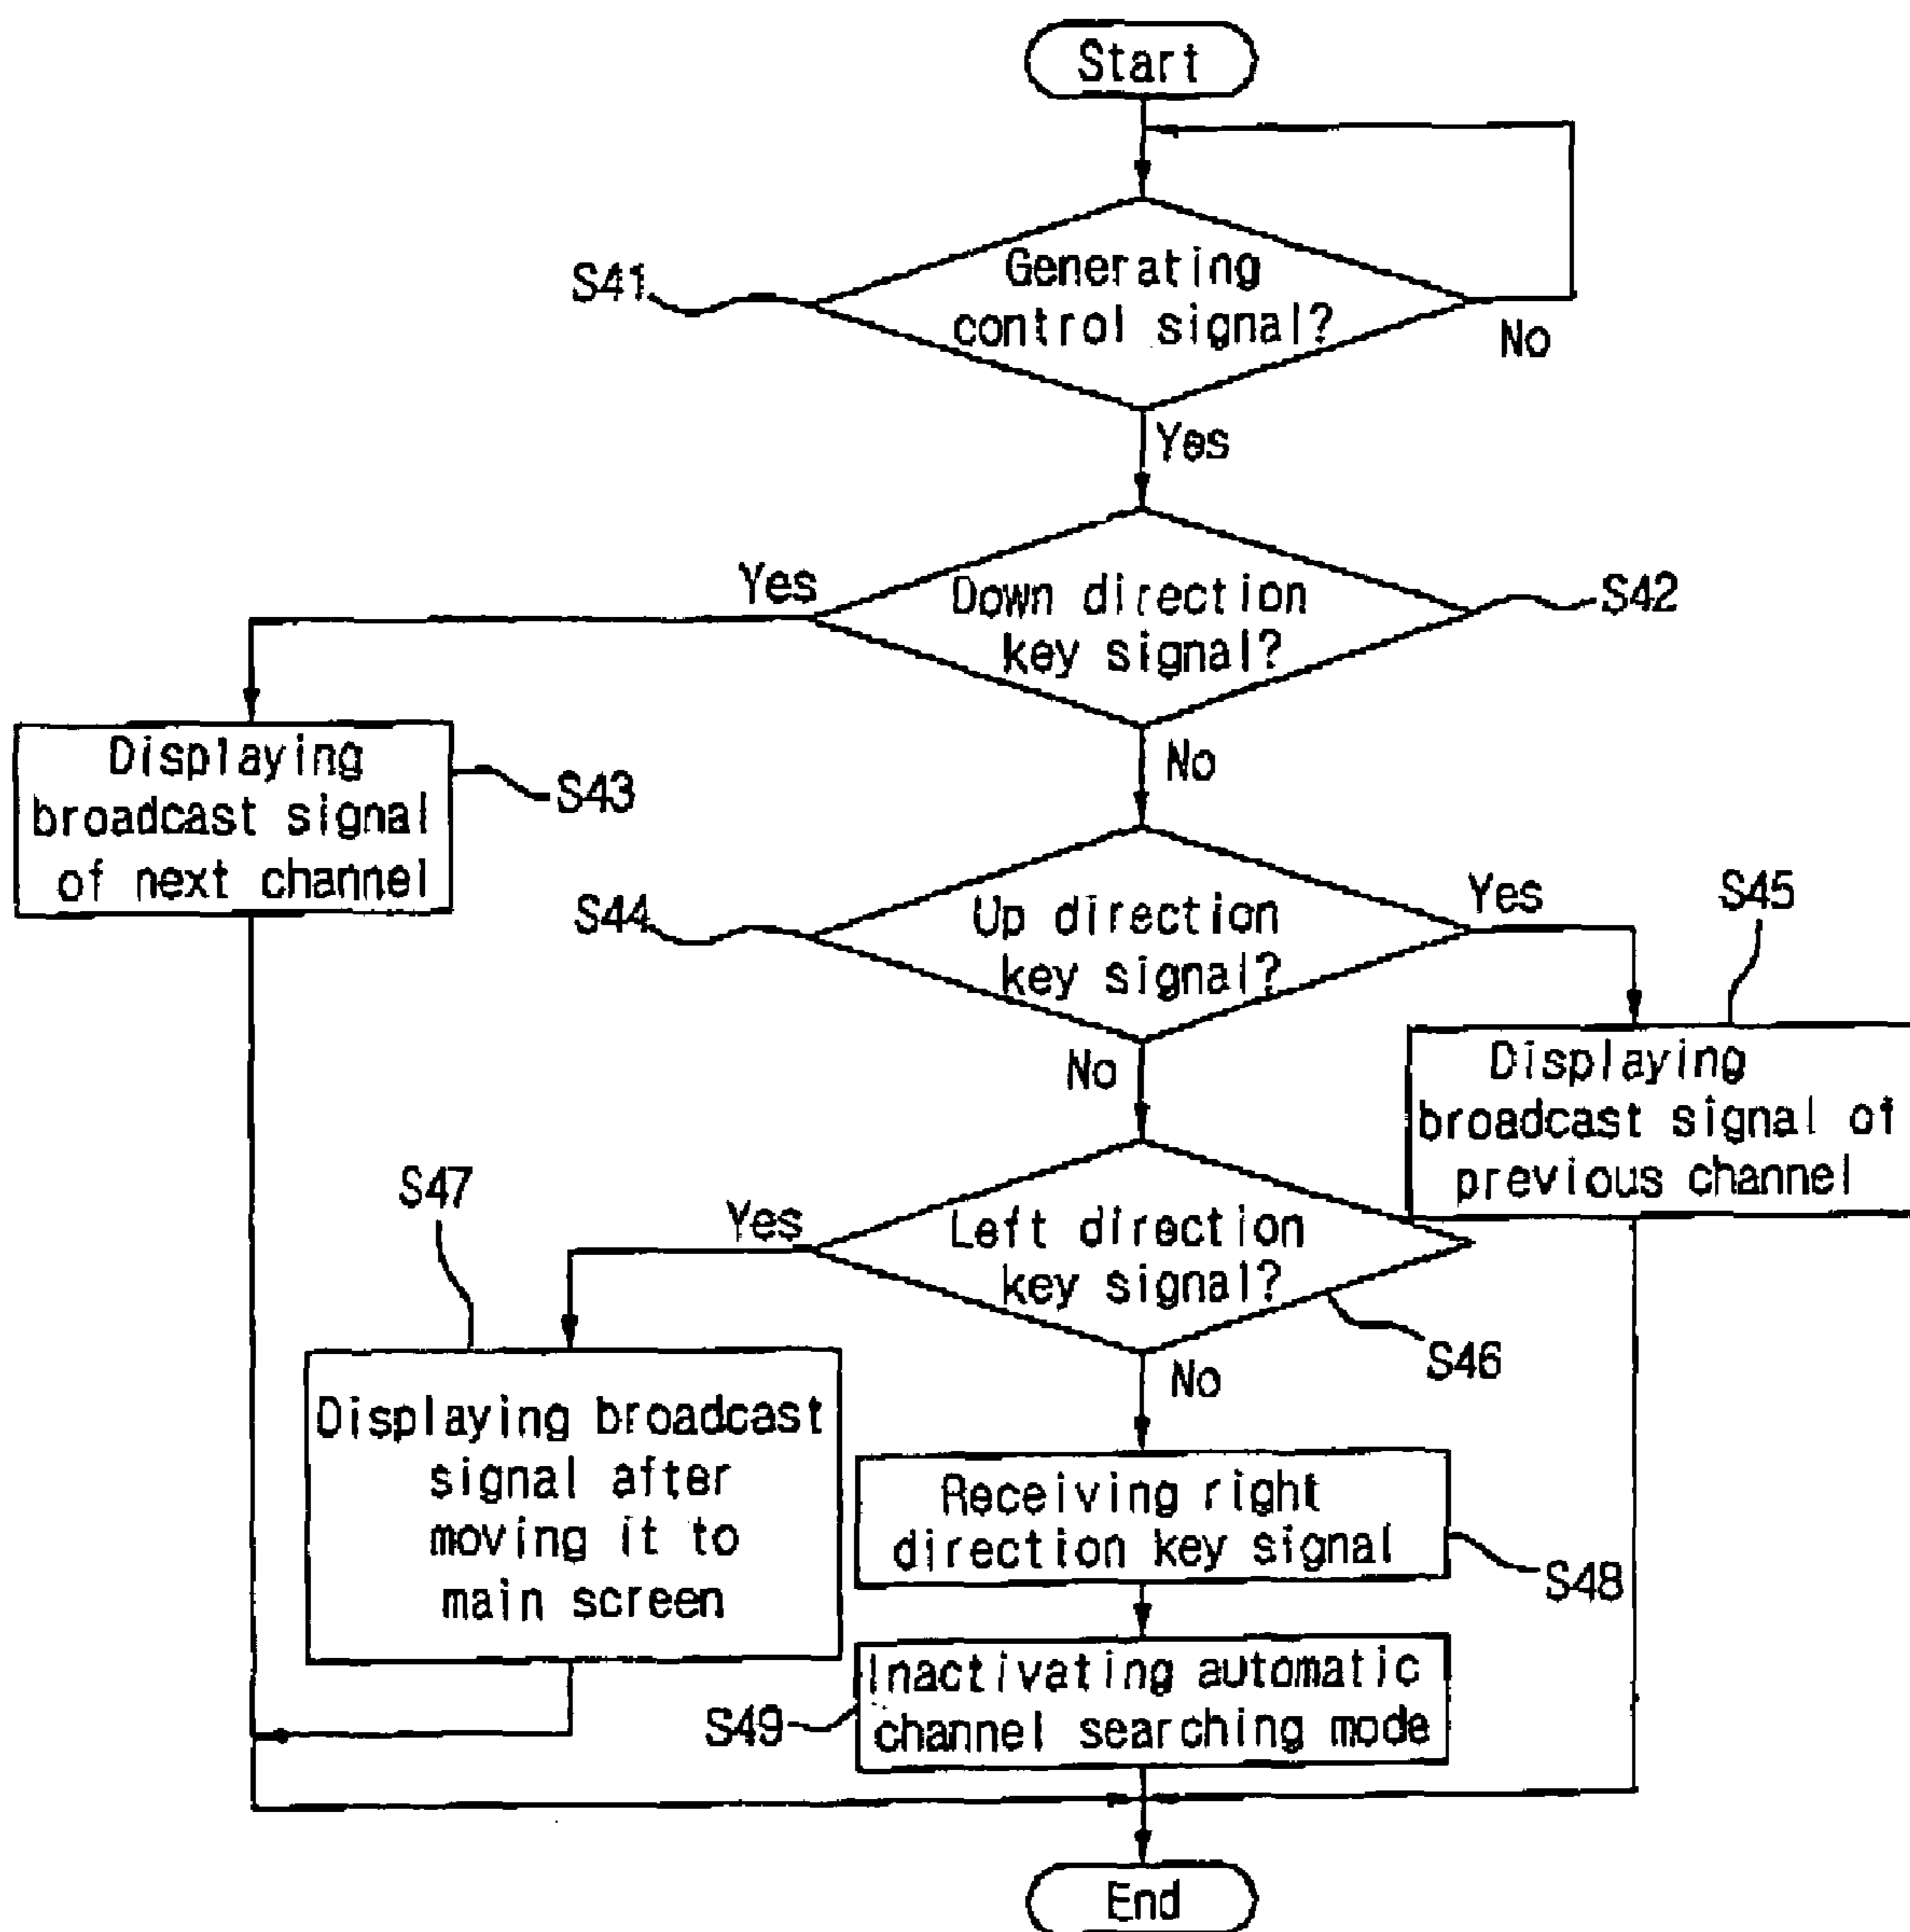 Start
Generating
control signal?
S41
No
Yes
Down direction
key signal?
S42
Yes
Displaying
broadcast signal
of next channel
S43
No
Up direction
key signal?
S44
Yes
S45
Displaying
broadcast signal of
previous channel
No
Left direction
key signal?
S46
Yes
S47
Displaying broadcast
signal after
moving it to
main screen
No
Receiving right
direction key signal
S48
Inactivating automatic
channel searching mode
S49
End